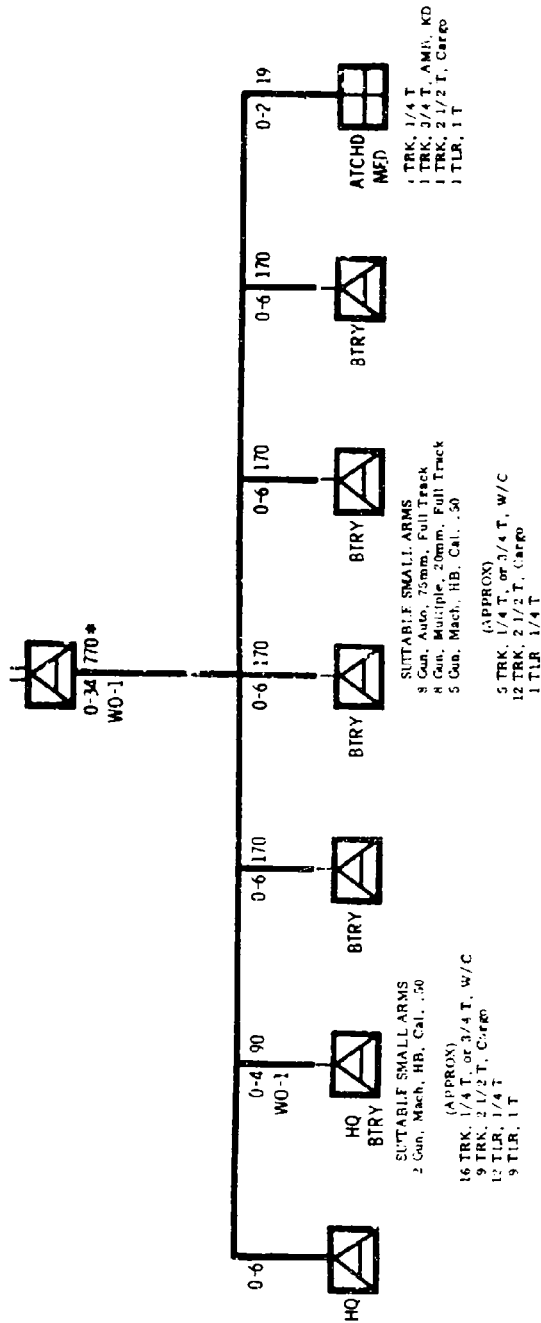 0-34 770*
WO-1
0-6
HQ
0-4 90
WO-1
HQ
BTRY
SUITABLE SMALL ARMS
2 Gun, Mach, HB, Cal. .50
(APPROX)
16 TRK, 1/4 T, or 3/4 T, W/C
9 TRK, 2 1/2 T, Cargo
12 TLR, 1/4 T
9 TLR, 1 T
0-6 170
BTRY
0-6 170
BTRY
SUITABLE SMALL ARMS
8 Gun, Auto, 75mm, Full Track
8 Gun, Multiple, 20mm, Full Track
5 Gun, Mach, HB, Cal. .50
(APPROX)
5 TRK, 1/4 T, or 3/4 T, W/C
12 TRK, 2 1/2 T, Cargo
1 TLR 1/4 T
0-6 170
BTRY
0-6 170
BTRY
0-2 19
ATCHD
MED
1 TRK, 1/4 T
1 TRK, 3/4 T, AMB, KD
1 TRK, 2 1/2 T, Cargo
1 TLR, 1 T